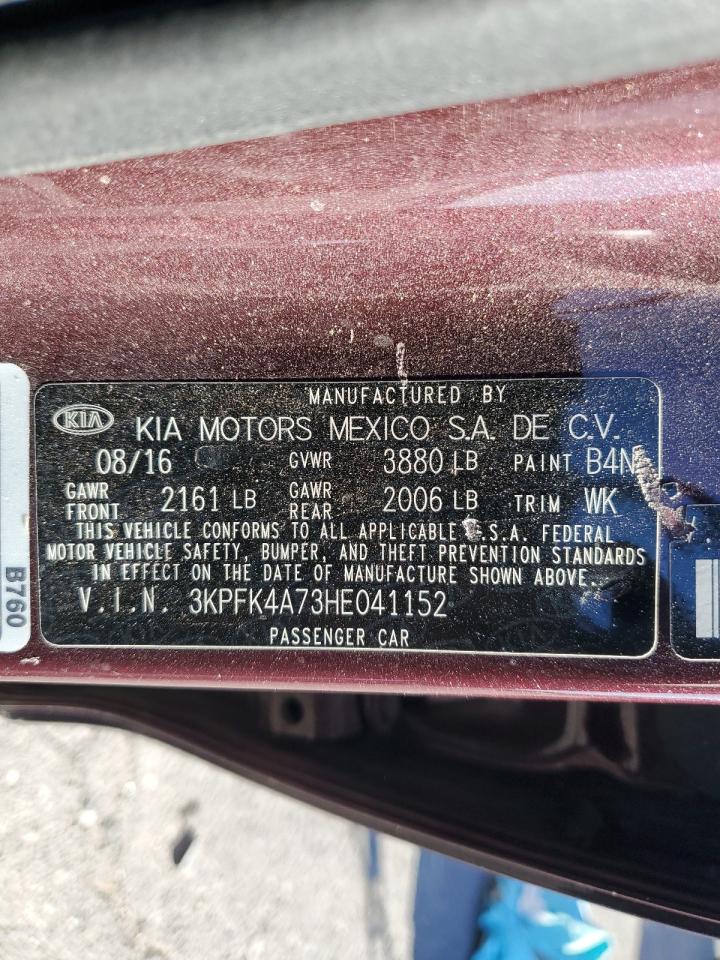 MANUFACTURED BY
KIA KIA MOTORS MEXICO S.A. DE C.V.
08/16 GVWR 3880 LB PAINT B4N
GAWR FRONT 2161 LB GAWR REAR 2006 LB TRIM WK
THIS VEHICLE CONFORMS TO ALL APPLICABLE .S.A. FEDERAL
MOTOR VEHICLE SAFETY, BUMPER, AND THEFT PREVENTION STANDARDS
IN EFFECT ON THE DATE OF MANUFACTURE SHOWN ABOVE.
V.I.N. 3KPFK4A73HE041152
PASSENGER CAR
B760